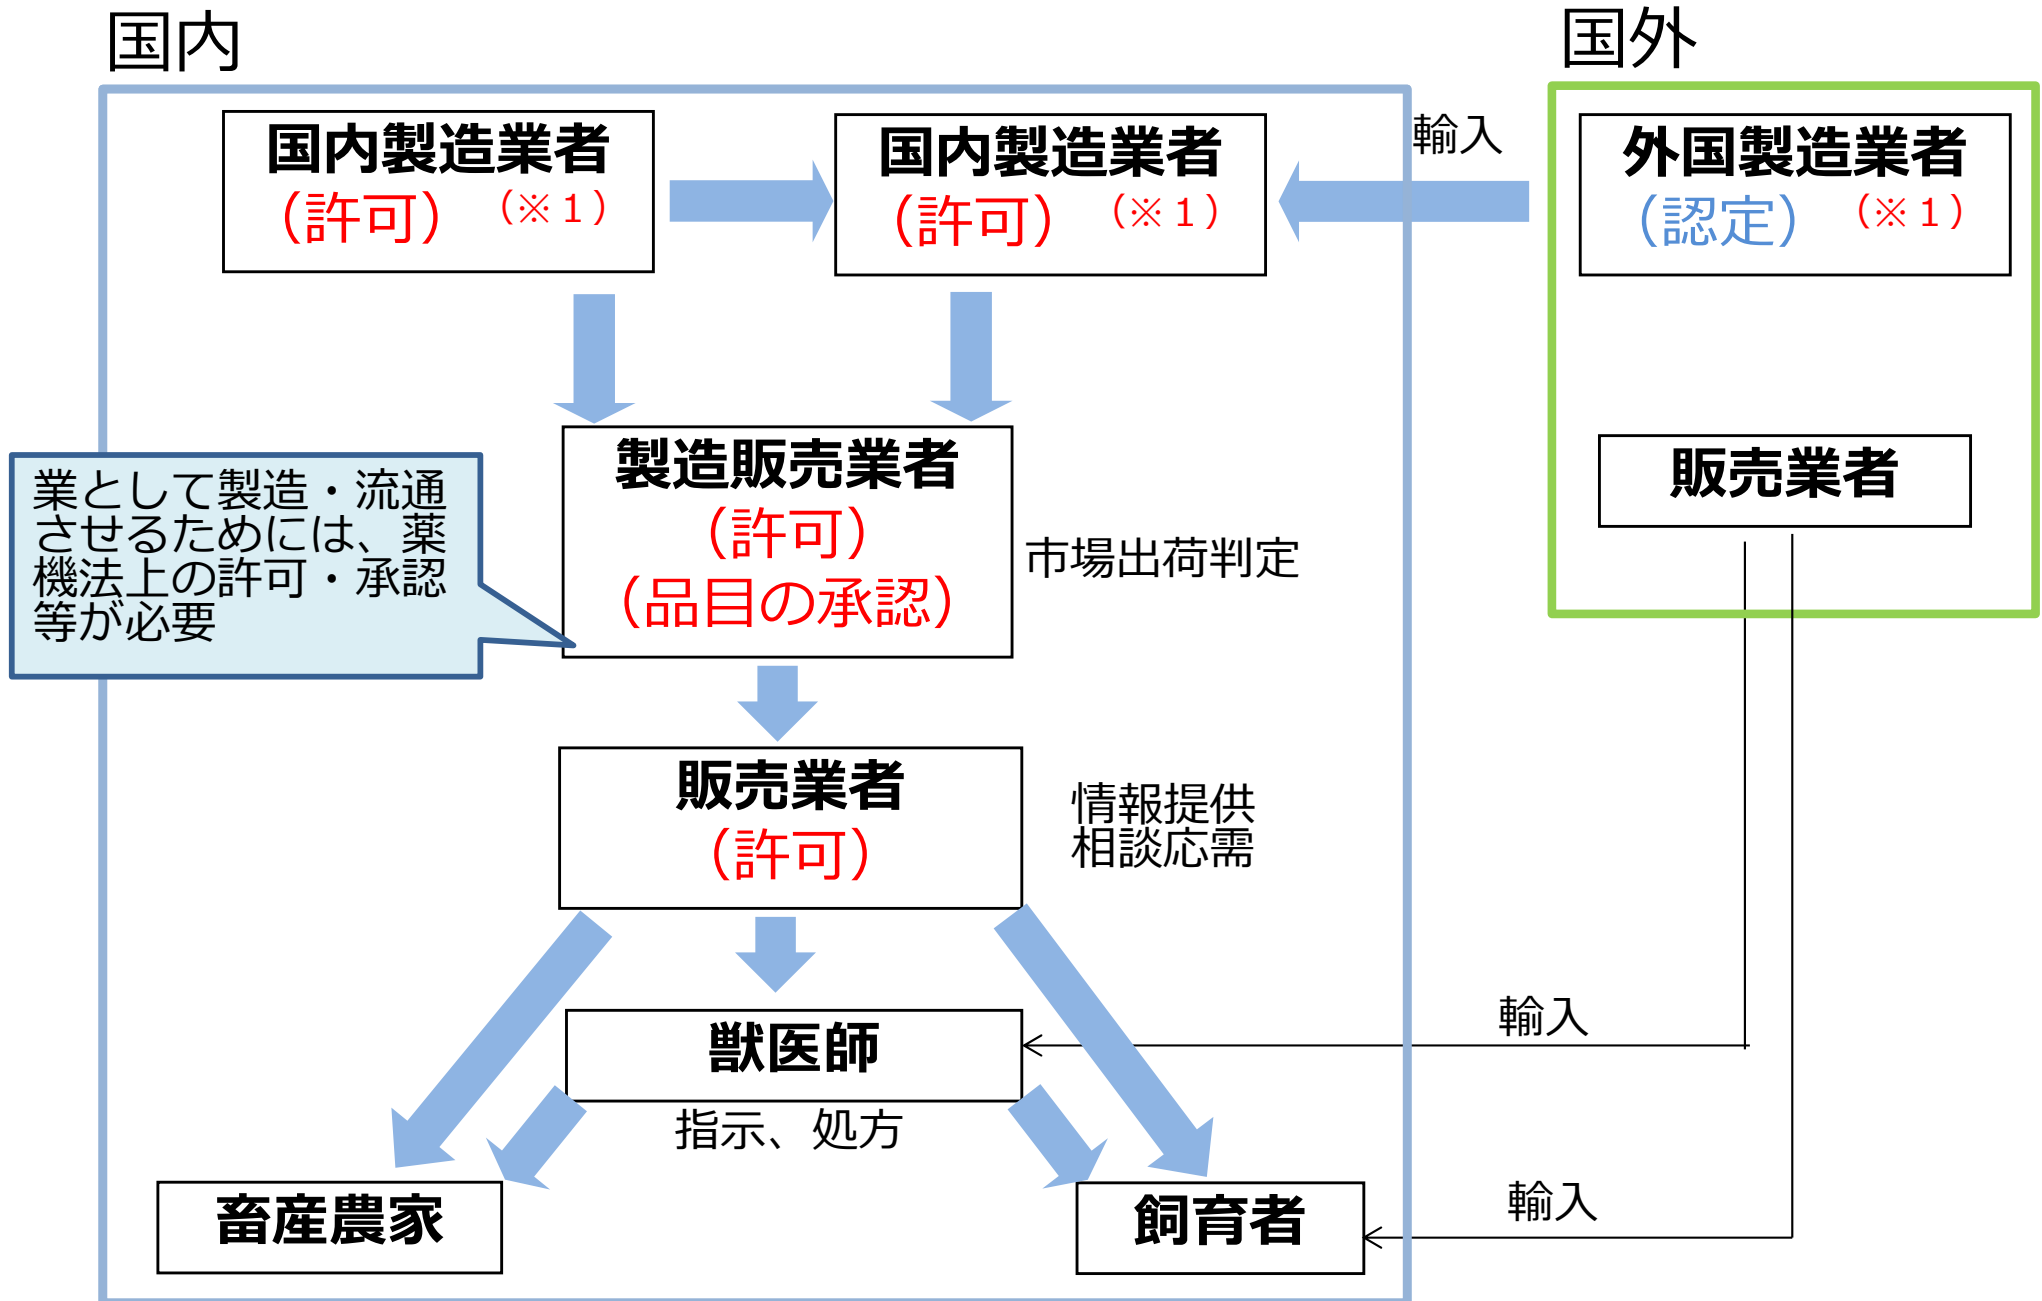 国内
国外
国内製造業者
（許可）（※１）
国内製造業者
（許可）（※１）
輸入
外国製造業者
（認定）（※１）
製造販売業者
（許可）
（品目の承認）
市場出荷判定
販売業者
業として製造・流通
させるためには、薬
機法上の許可・承認
等が必要
販売業者
（許可）
情報提供
相談応需
獣医師
輸入
指示、処方
畜産農家
飼育者
輸入